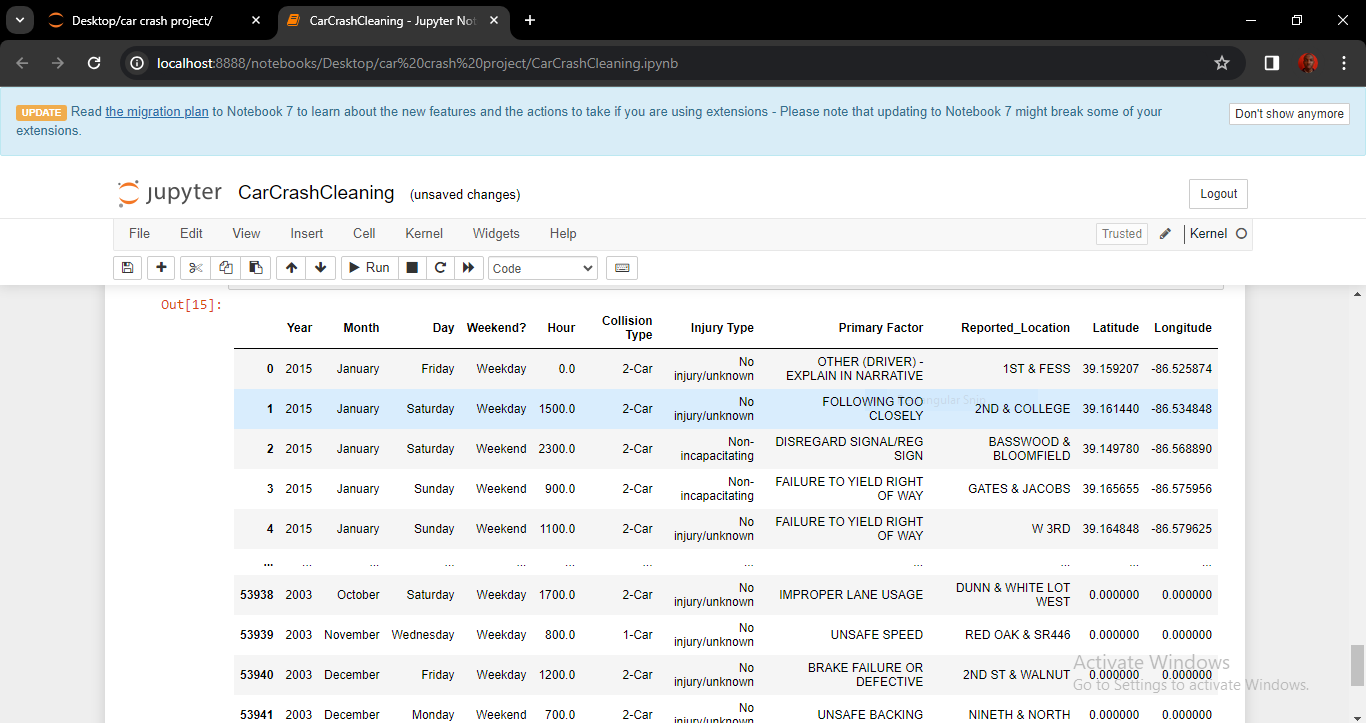 Desktop/car crash project/
CarCrashCleaning - Jupyter Not
localhost:8888/notebooks/Desktop/car%20crash%20project/CarCrashCleaning.ipynb
UPDATE Read the migration plan to Notebook 7 to learn about the new features and the actions to take if you are using extensions - Please note that updating to Notebook 7 might break some of your
extensions.
Don't show anymore
jupyter CarCrashCleaning (unsaved changes)
Logout
File Edit View Insert Cell Kernel Widgets Help
Trusted Kernel
Run Code
Out[15]:
Year Month Day Weekend? Hour Collision Type Injury Type Primary Factor Reported_Location Latitude Longitude
0 2015 January Friday Weekday 0.0 2-Car No injury/unknown OTHER (DRIVER) - EXPLAIN IN NARRATIVE 1ST & FESS 39.159207 -86.525874
1 2015 January Saturday Weekday 1500.0 2-Car No injury/unknown FOLLOWING TOO CLOSELY 2ND & COLLEGE 39.161440 -86.534848
2 2015 January Saturday Weekend 2300.0 2-Car Non-incapacitating DISREGARD SIGNAL/REG SIGN BASSWOOD & BLOOMFIELD 39.149780 -86.568890
3 2015 January Sunday Weekend 900.0 2-Car Non-incapacitating FAILURE TO YIELD RIGHT OF WAY GATES & JACOBS 39.165655 -86.575956
4 2015 January Sunday Weekend 1100.0 2-Car No injury/unknown FAILURE TO YIELD RIGHT OF WAY W 3RD 39.164848 -86.579625
... ... ... ... ... ... ... ... ... ... ... ...
53938 2003 October Saturday Weekday 1700.0 2-Car No injury/unknown IMPROPER LANE USAGE DUNN & WHITE LOT WEST 0.000000 0.000000
53939 2003 November Wednesday Weekday 800.0 1-Car No injury/unknown UNSAFE SPEED RED OAK & SR446 0.000000 0.000000
53940 2003 December Friday Weekday 1200.0 2-Car No injury/unknown BRAKE FAILURE OR DEFECTIVE 2ND ST & WALNUT 0.000000 0.000000
53941 2003 December Monday Weekend 700.0 2-Car No injury/unknown UNSAFE BACKING NINETH & NORTH 0.000000 0.000000
Activate Windows
Go to Settings to activate Windows.